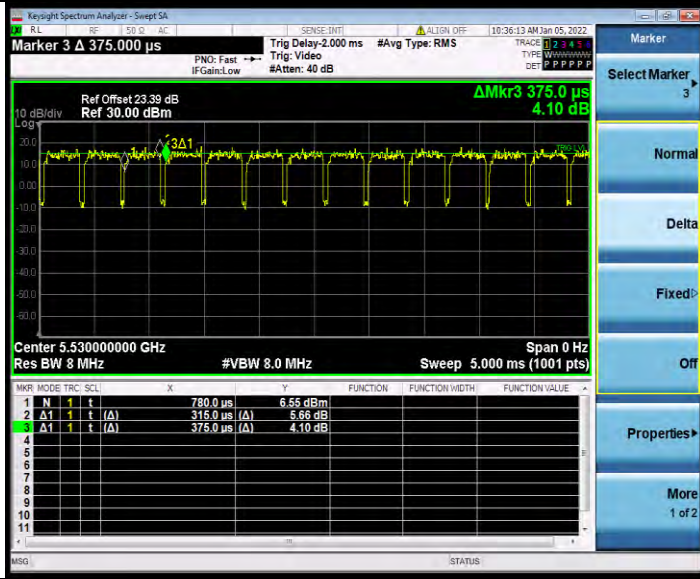 Keysight Spectrum Analyzer - Swept SA
RL RF 50 Ω AC SENSE:INT ALIGN OFF 10:36:13 AM Jan 05, 2022
Marker 3 Δ 375.000 µs
PNO: Fast
IFGain:Low
Trig Delay-2.000 ms
Trig: Video
#Atten: 40 dB
#Avg Type: RMS
TRACE 1 2 3 4 5 6
TYPE WWWWWW
DET P P P P P P
ΔMkr3 375.0 µs
4.10 dB
Ref Offset 23.39 dB
10 dB/div Ref 30.00 dBm
Log
20.0
3Δ1
TRIG LVL
10.0
0.00
-10.0
-20.0
-30.0
-40.0
-50.0
-60.0
Center 5.530000000 GHz Span 0 Hz
Res BW 8 MHz #VBW 8.0 MHz Sweep 5.000 ms (1001 pts)
MKR MODE TRC SCL X Y FUNCTION FUNCTION WIDTH FUNCTION VALUE
1 N 1 t 780.0 µs 6.55 dBm
2 Δ1 1 t (Δ) 315.0 µs (Δ) 5.66 dB
3 Δ1 1 t (Δ) 375.0 µs (Δ) 4.10 dB
4
5
6
7
8
9
10
11
MSG STATUS
Marker
Select Marker
3
Normal
Delta
Fixed
Off
Properties
More
1 of 2